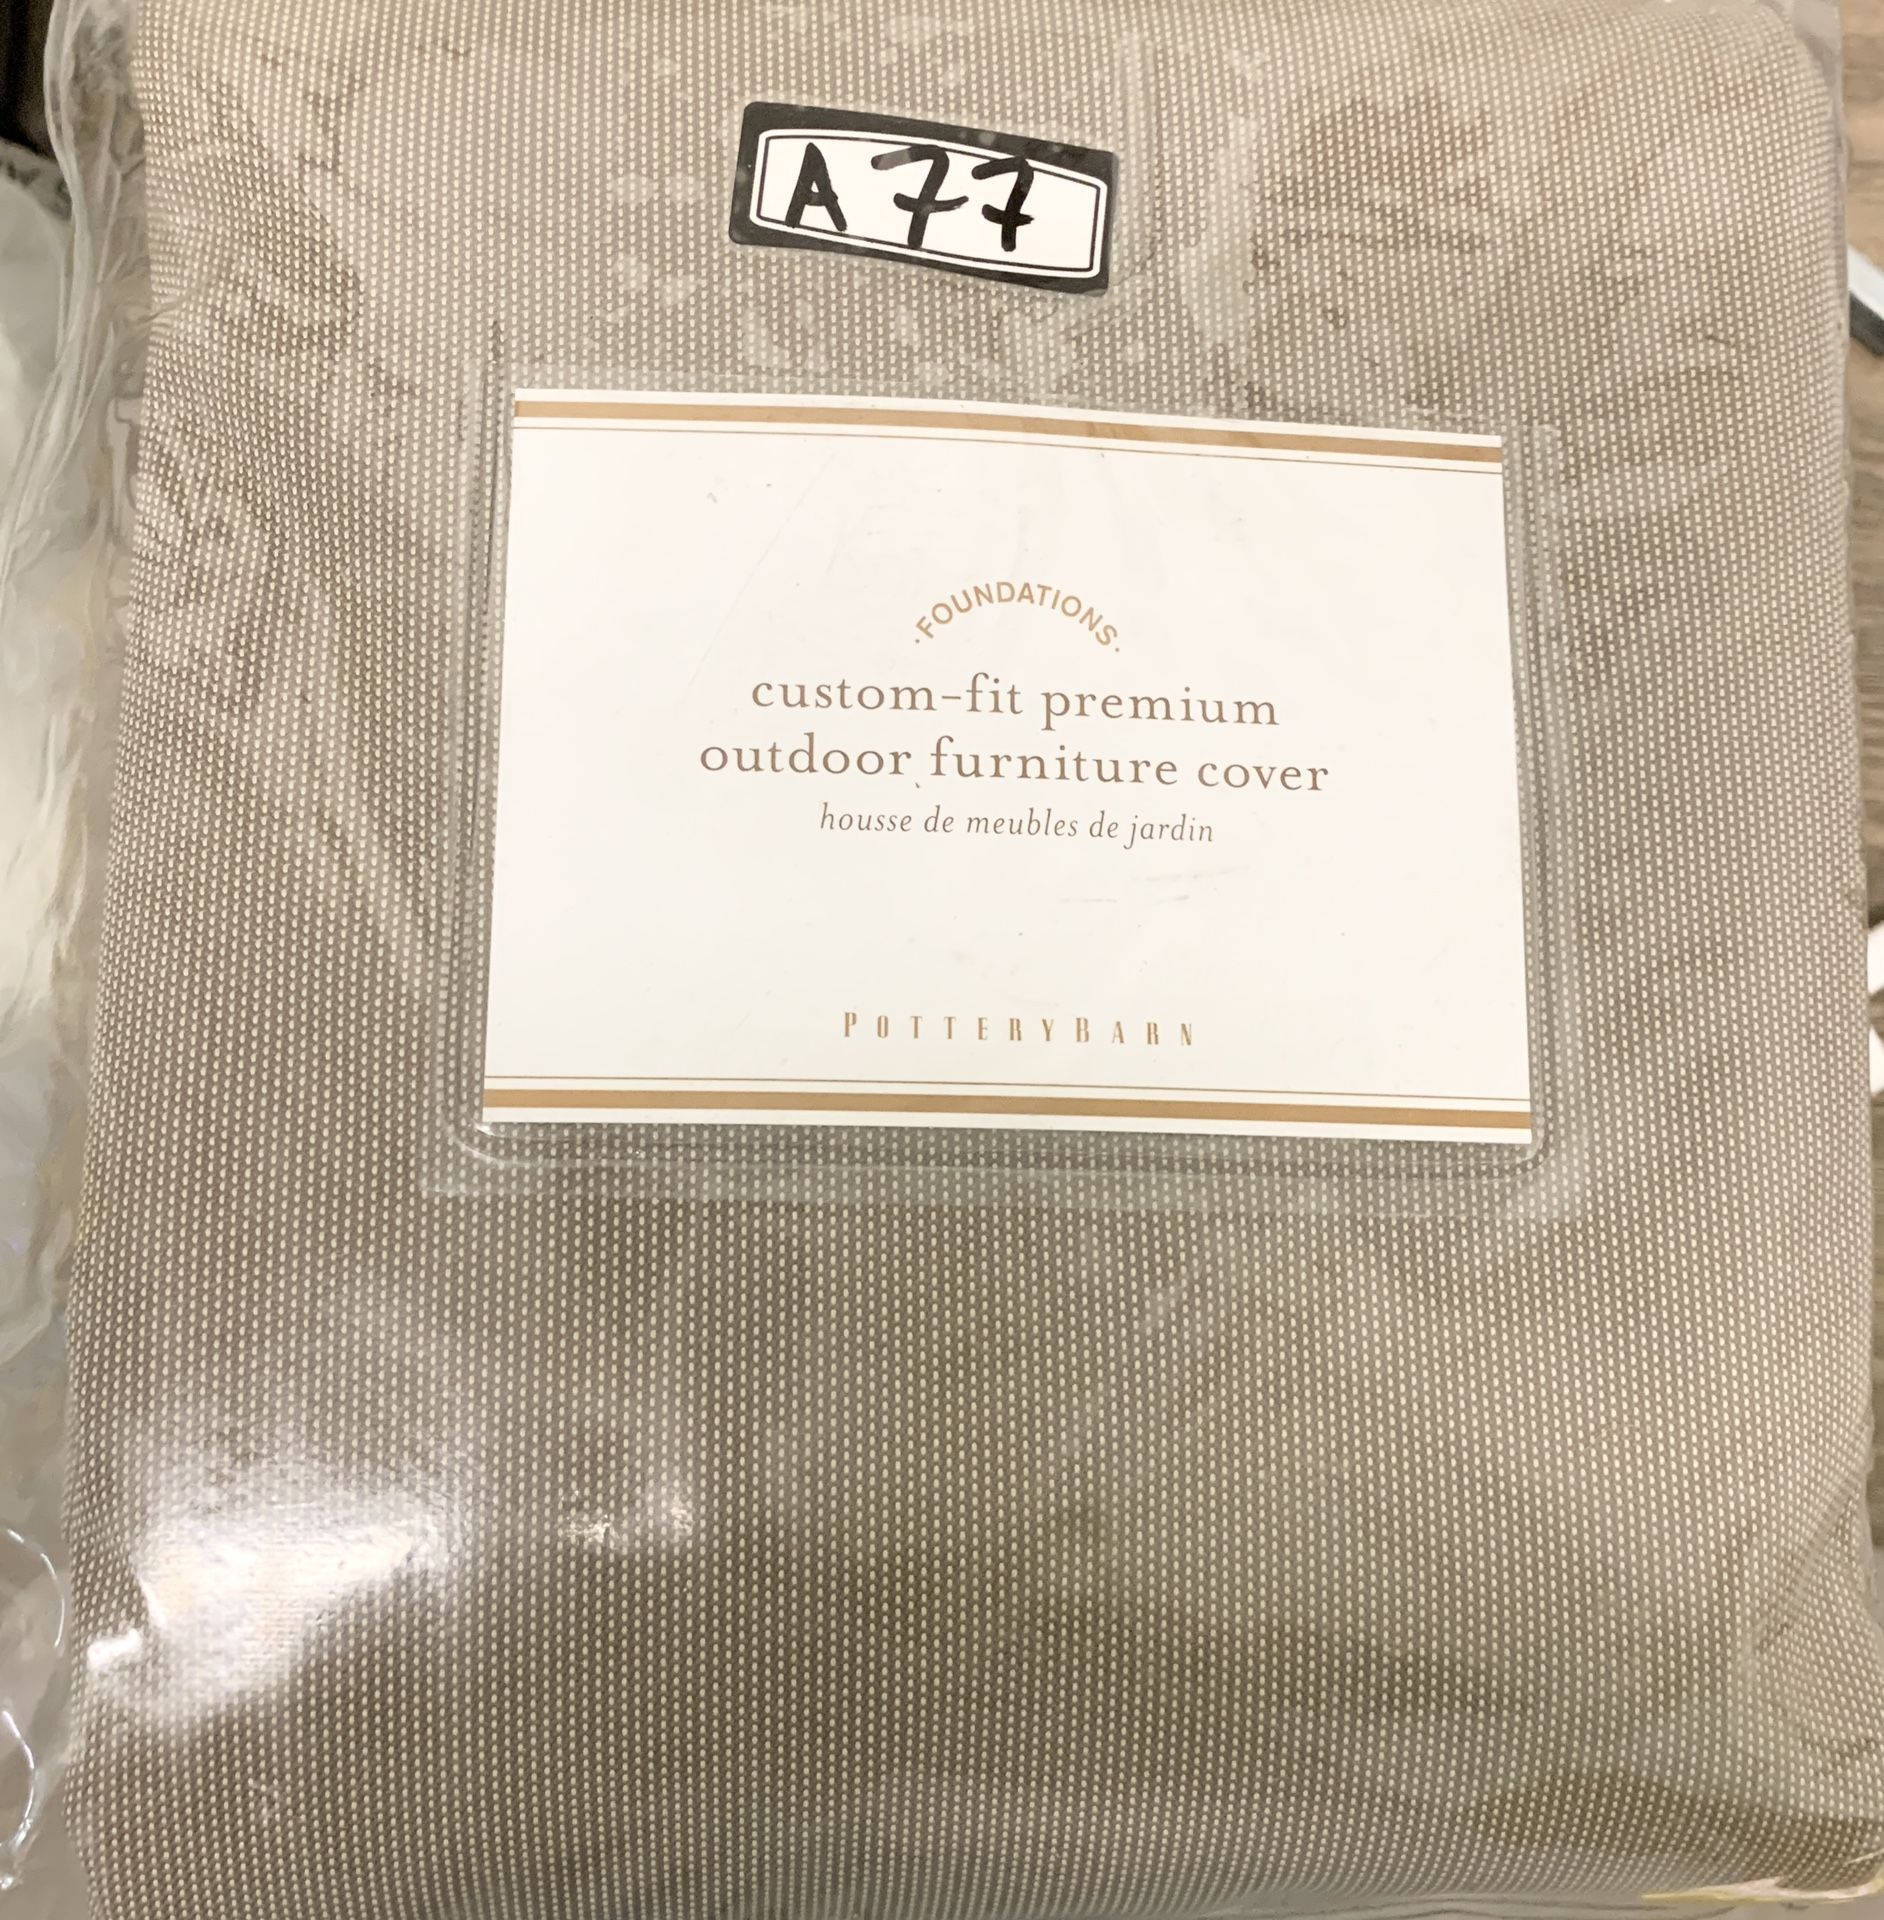 A77
·FOUNDATIONS·
custom-fit premium
outdoor furniture cover
housse de meubles de jardin
POTTERYBARN